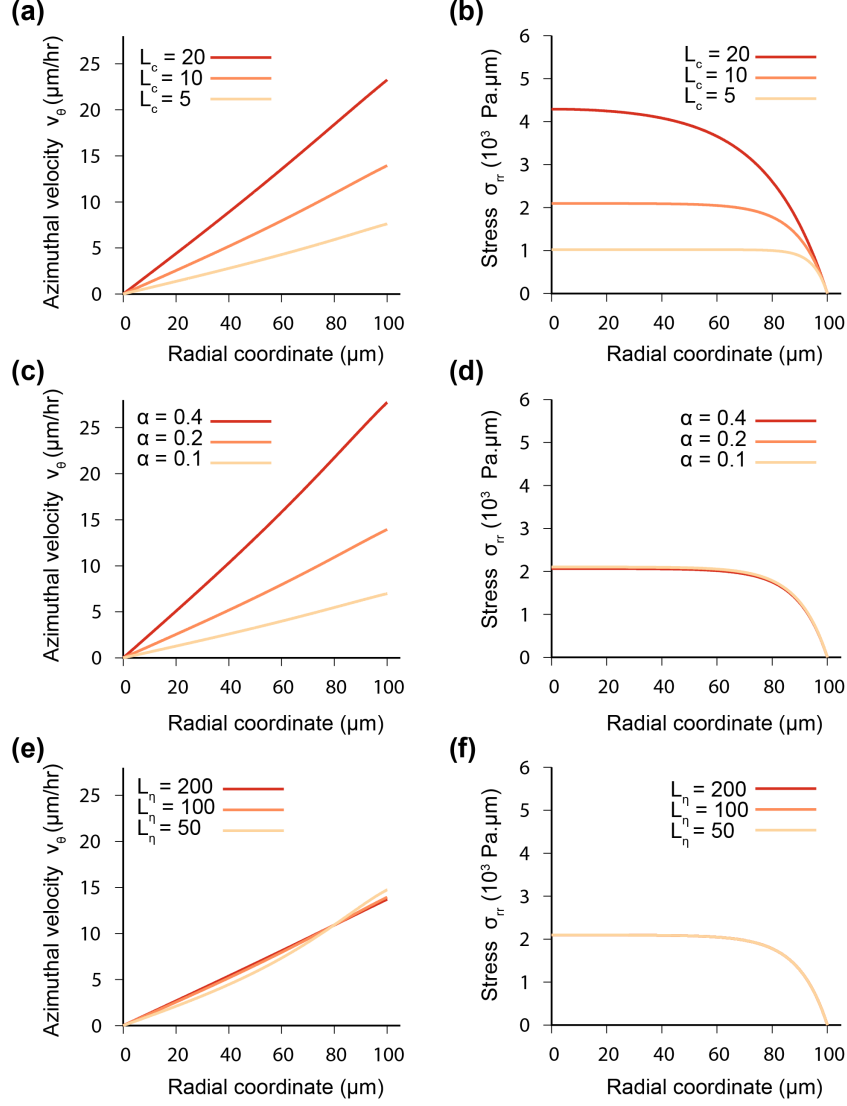 (a)
Azimuthal velocity v_θ (μm/hr)
25
20
15
10
5
0
L_c = 20
L_c = 10
L_c = 5
0 20 40 60 80 100
Radial coordinate (μm)
(b)
Stress σ_rr (10³ Pa.μm)
6
5
4
3
2
1
0
L_c = 20
L_c = 10
L_c = 5
0 20 40 60 80 100
Radial coordinate (μm)
(c)
Azimuthal velocity v_θ (μm/hr)
25
20
15
10
5
0
α = 0.4
α = 0.2
α = 0.1
0 20 40 60 80 100
Radial coordinate (μm)
(d)
Stress σ_rr (10³ Pa.μm)
6
5
4
3
2
1
0
α = 0.4
α = 0.2
α = 0.1
0 20 40 60 80 100
Radial coordinate (μm)
(e)
Azimuthal velocity v_θ (μm/hr)
25
20
15
10
5
0
L_η = 200
L_η = 100
L_η = 50
0 20 40 60 80 100
Radial coordinate (μm)
(f)
Stress σ_rr (10³ Pa.μm)
6
5
4
3
2
1
0
L_η = 200
L_η = 100
L_η = 50
0 20 40 60 80 100
Radial coordinate (μm)